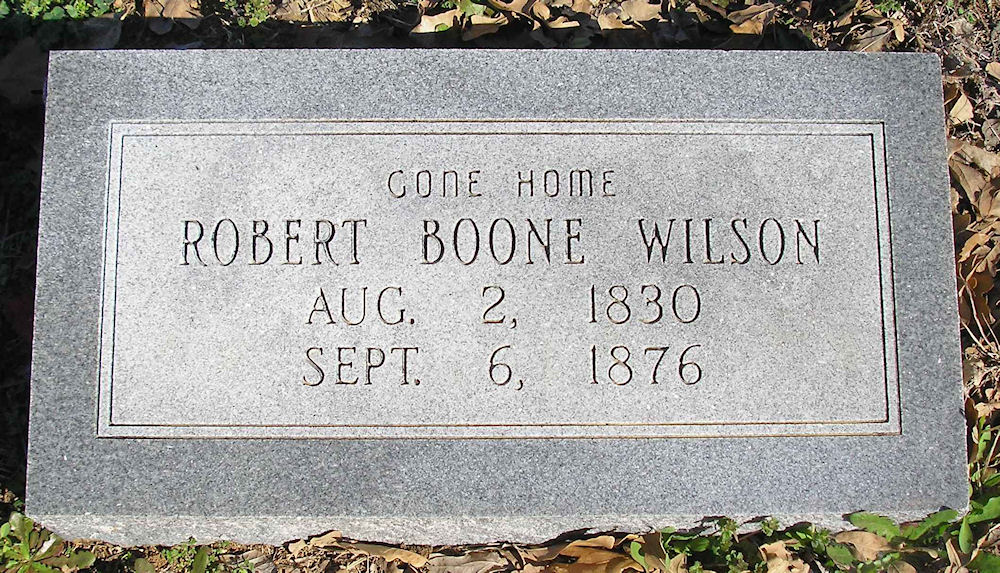 GONE HOME
ROBERT BOONE WILSON
AUG. 2, 1830
SEPT. 6, 1876